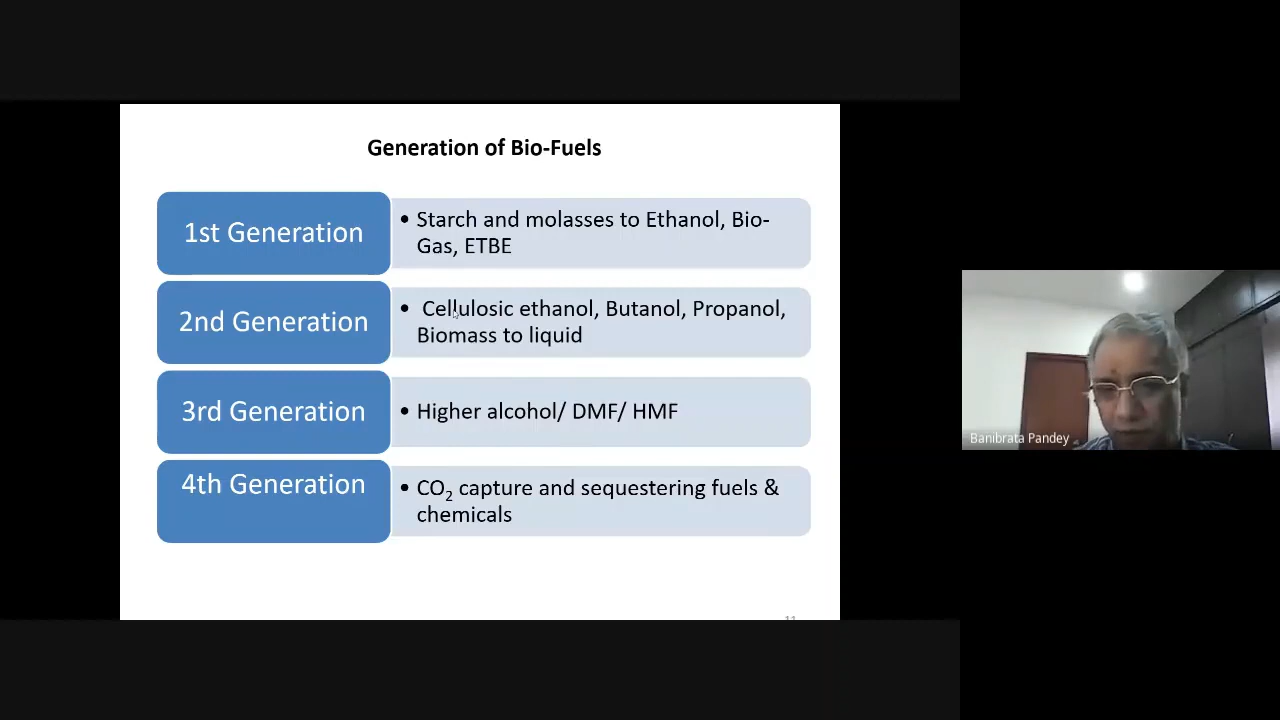 Generation of Bio-Fuels
1st Generation
• Starch and molasses to Ethanol, Bio-
Gas, ETBE
2nd Generation
• Cellulosic ethanol, Butanol, Propanol,
Biomass to liquid
3rd Generation
• Higher alcohol/ DMF/ HMF
4th Generation
• CO₂ capture and sequestering fuels &
chemicals
11
Banibrata Pandey